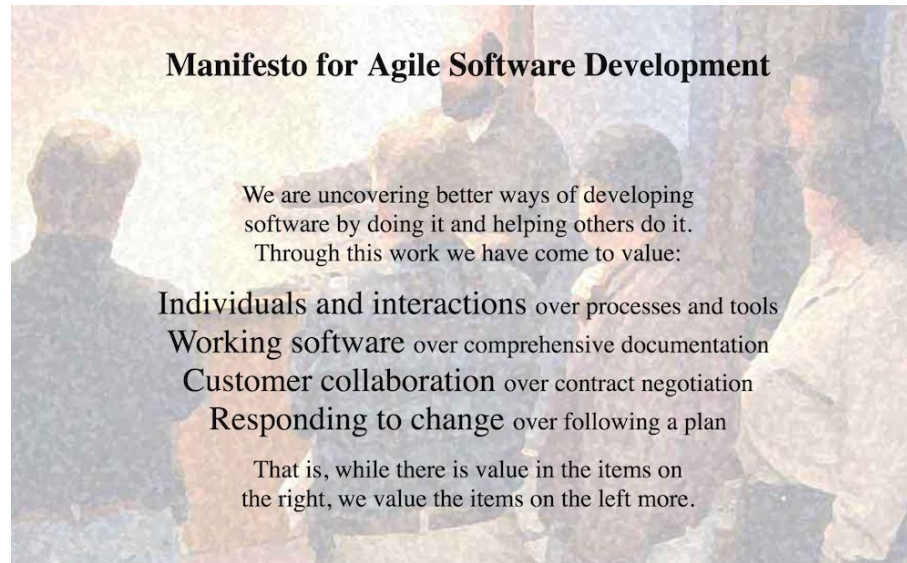 Manifesto for Agile Software Development
We are uncovering better ways of developing
software by doing it and helping others do it.
Through this work we have come to value:
Individuals and interactions over processes and tools
Working software over comprehensive documentation
Customer collaboration over contract negotiation
Responding to change over following a plan
That is, while there is value in the items on
the right, we value the items on the left more.